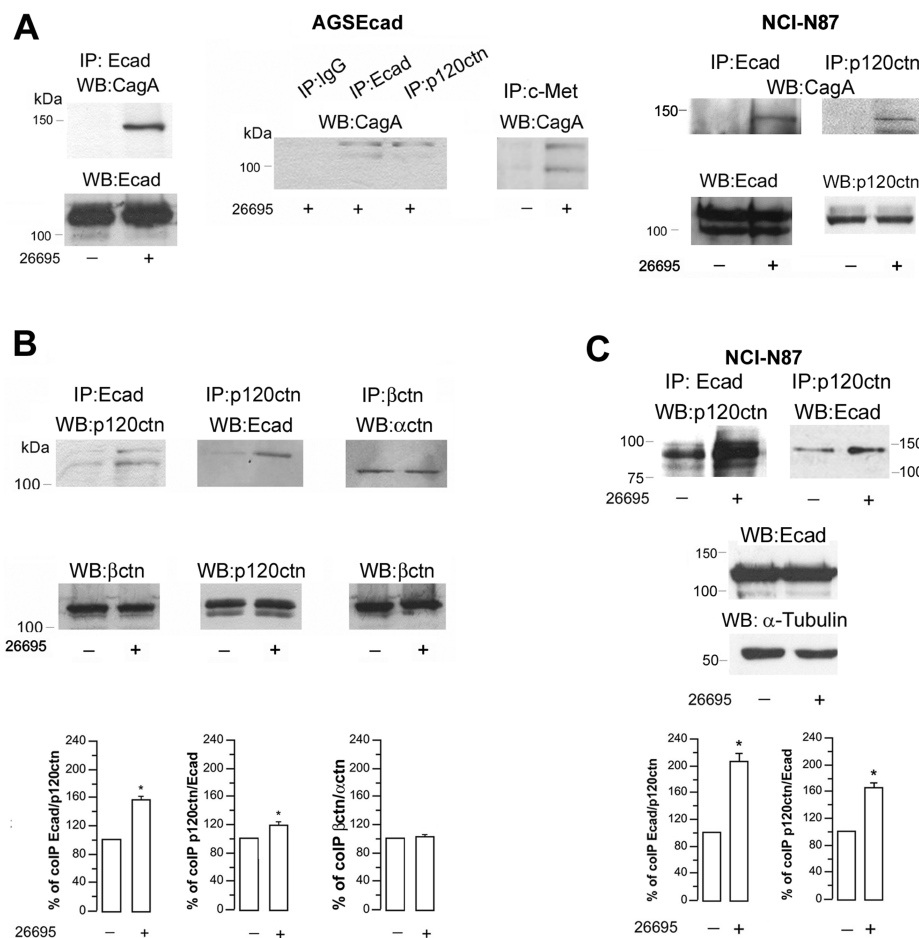 A
AGSEcad
NCI-N87
IP: Ecad
WB:CagA
kDa
150
WB:Ecad
100
26695 – +
IP:IgG
IP:Ecad
IP:p120ctn
WB:CagA
kDa
100
26695 + + +
IP:c-Met
WB:CagA
– +
IP:Ecad IP:p120ctn
WB:CagA
150
WB:Ecad WB:p120ctn
100
26695 – + – +
B
IP:Ecad IP:p120ctn IP:βctn
WB:p120ctn WB:Ecad WB:αctn
kDa
100
WB:βctn WB:p120ctn WB:βctn
100
26695 – + – + – +
% of coIP Ecad/p120ctn
240
200
160
120
80
40
0
*
% of coIP p120ctn/Ecad
240
200
160
120
80
40
0
*
% of coIP βctn/αctn
240
200
160
120
80
40
0
26695 – + – + – +
C
NCI-N87
IP: Ecad IP:p120ctn
WB:p120ctn WB:Ecad
100
75
150
100
26695 – + – +
WB:Ecad
150
100
WB: α-Tubulin
50
26695 – +
% of coIP Ecad/p120ctn
240
200
160
120
80
40
0
*
% of coIP p120ctn/Ecad
240
200
160
120
80
40
0
*
26695 – + – +